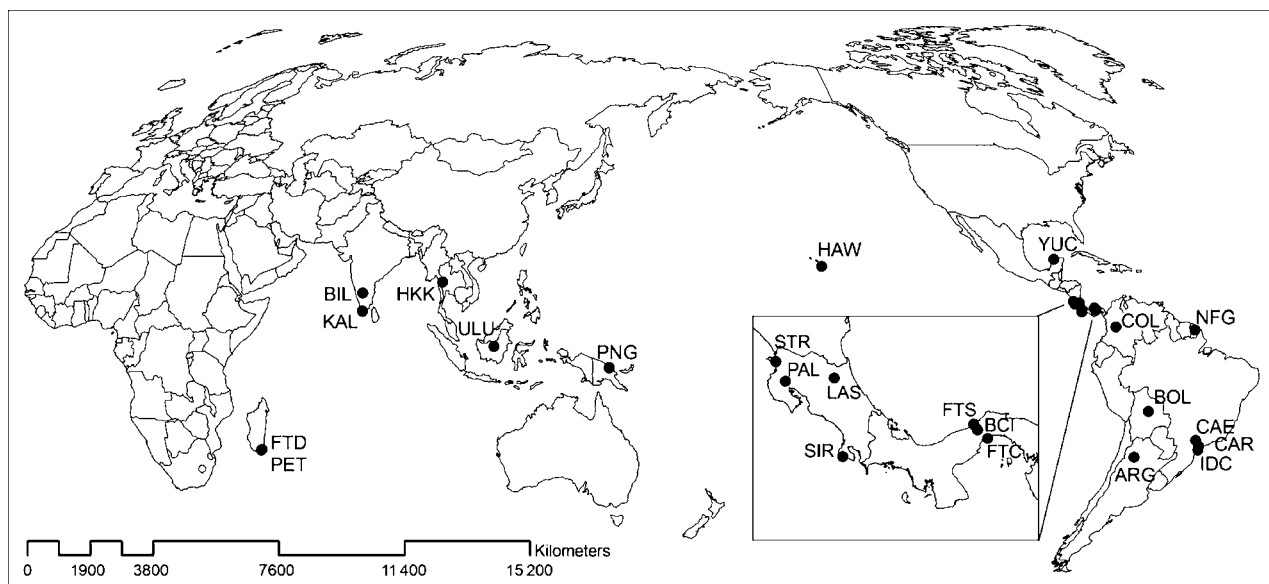 HAW
YUC
BIL
HKK
KAL
ULU
PNG
COL
NFG
STR
PAL
LAS
FTS
BCI
FTC
SIR
BOL
CAE
CAR
IDC
ARG
FTD
PET
Kilometers
0 1900 3800 7600 11 400 15 200